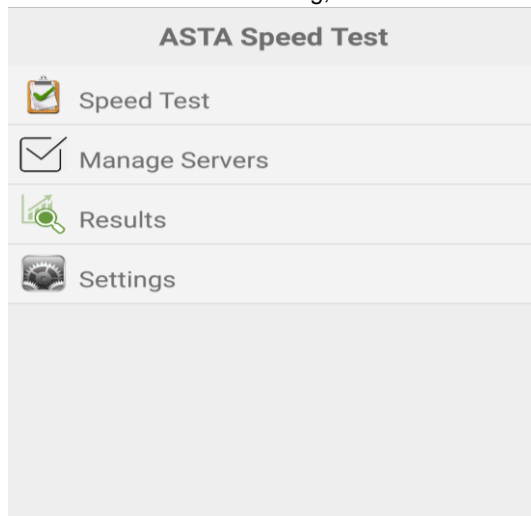 ASTA Speed Test
Speed Test
Manage Servers
Results
Settings